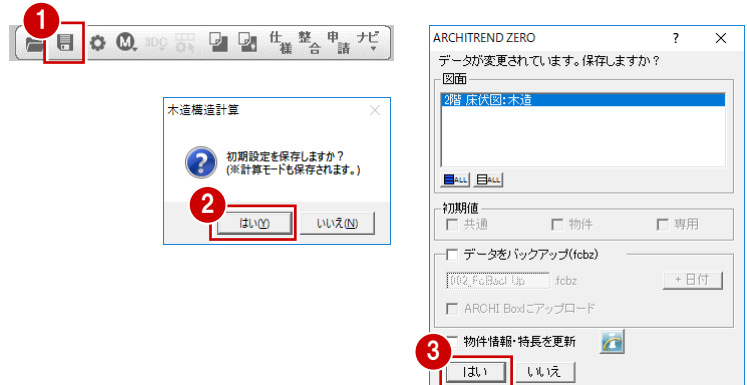 1
3DC
仕様
整合
申請
ナビ
木造構造計算
初期設定を保存しますか？
(※計算モードも保存されます。)
2
はい(Y)
いいえ(N)
ARCHITREND ZERO
データが変更されています。保存しますか？
図面
2階 床伏図:木造
ALL
ALL
初期値
共通
物件
専用
データをバックアップ(fcbz)
.fcbz
+日付
ARCHI Boxにアップロード
物件情報・特長を更新
3
はい
いいえ